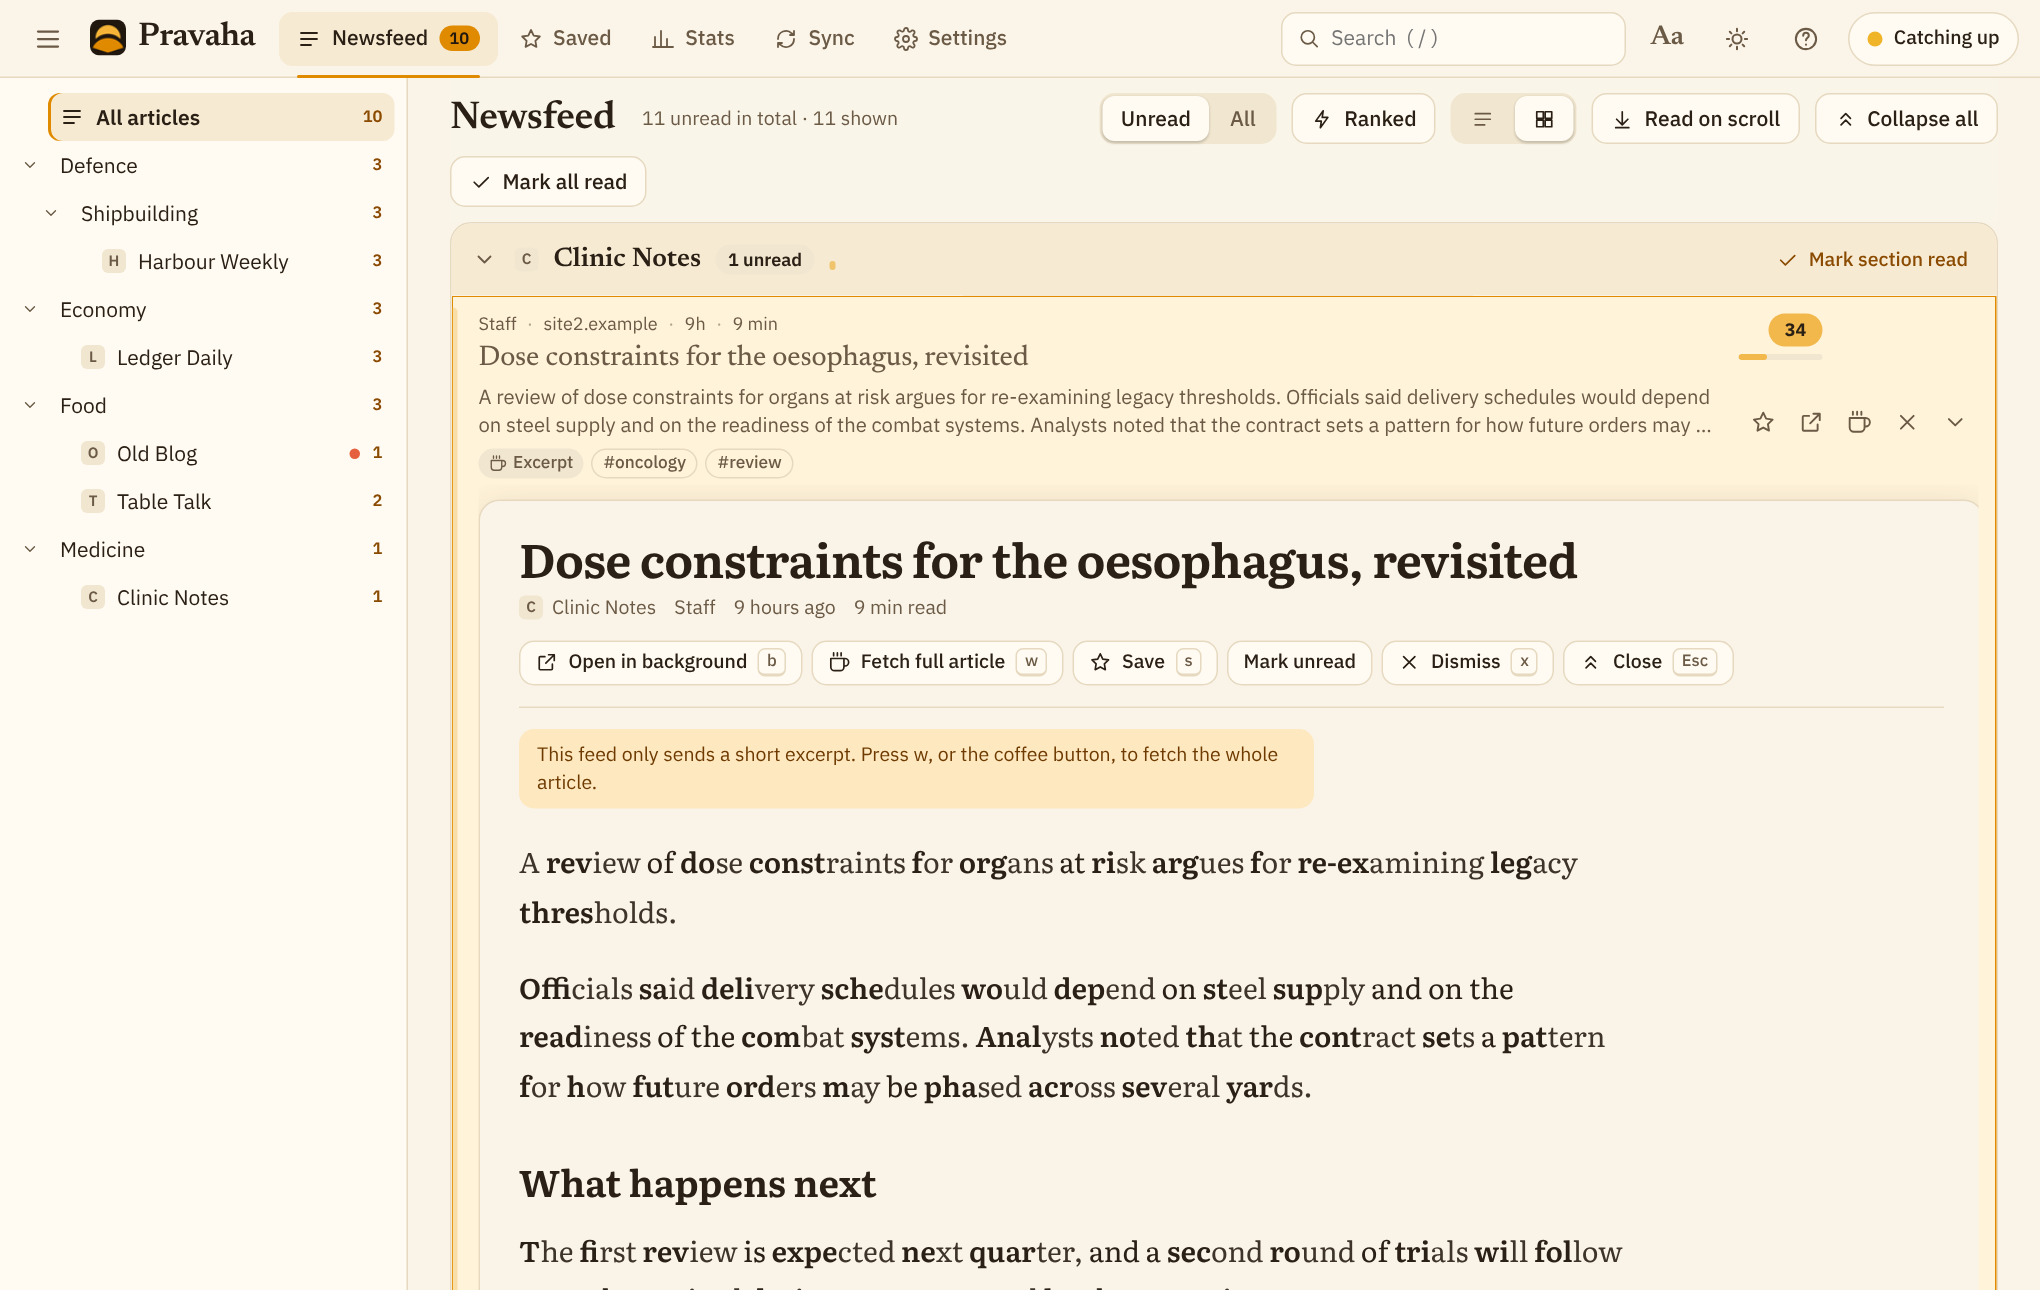 Pravaha
Newsfeed 10
Saved
Stats
Sync
Settings
Search (/)
Aa
Catching up
All articles 10
Defence 3
Shipbuilding 3
H Harbour Weekly 3
Economy 3
L Ledger Daily 3
Food 3
O Old Blog 1
T Table Talk 2
Medicine 1
C Clinic Notes 1
Newsfeed 11 unread in total · 11 shown
Unread All
Ranked
Read on scroll
Collapse all
Mark all read
C Clinic Notes 1 unread
Mark section read
Staff · site2.example · 9h · 9 min
34
Dose constraints for the oesophagus, revisited
A review of dose constraints for organs at risk argues for re-examining legacy thresholds. Officials said delivery schedules would depend
on steel supply and on the readiness of the combat systems. Analysts noted that the contract sets a pattern for how future orders may ...
Excerpt #oncology #review
Dose constraints for the oesophagus, revisited
C Clinic Notes Staff 9 hours ago 9 min read
Open in background b
Fetch full article w
Save s
Mark unread
Dismiss x
Close Esc
This feed only sends a short excerpt. Press w, or the coffee button, to fetch the whole
article.
A review of dose constraints for organs at risk argues for re-examining legacy
thresholds.
Officials said delivery schedules would depend on steel supply and on the
readiness of the combat systems. Analysts noted that the contract sets a pattern
for how future orders may be phased across several yards.
What happens next
The first review is expected next quarter, and a second round of trials will follow